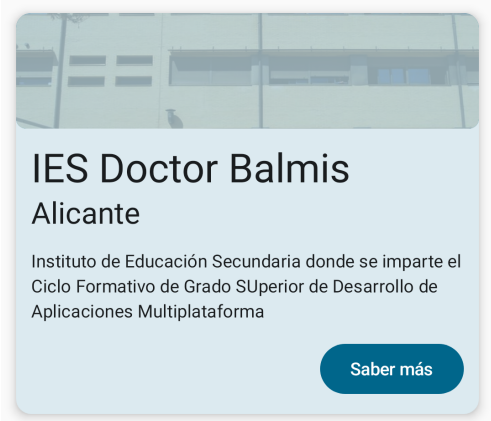 IES Doctor Balmis
Alicante
Instituto de Educación Secundaria donde se imparte el
Ciclo Formativo de Grado SUperior de Desarrollo de
Aplicaciones Multiplataforma
Saber más